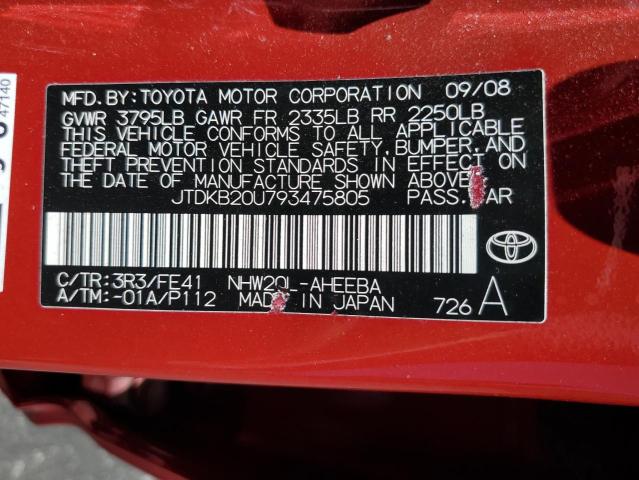 MFD. BY: TOYOTA MOTOR CORPORATION 09/08
GVWR 3795LB GAWR FR 2335LB RR 2250LB
THIS VEHICLE CONFORMS TO ALL APPLICABLE
FEDERAL MOTOR VEHICLE SAFETY, BUMPER, AND
THEFT PREVENTION STANDARDS IN EFFECT ON
THE DATE OF MANUFACTURE SHOWN ABOVE
JTDKB20U793475805 PASS. CAR
C/TR: 3R3/FE41 NHW20L-AHEEBA
A/TM: -01A/P112 MADE IN JAPAN 726 A
47140